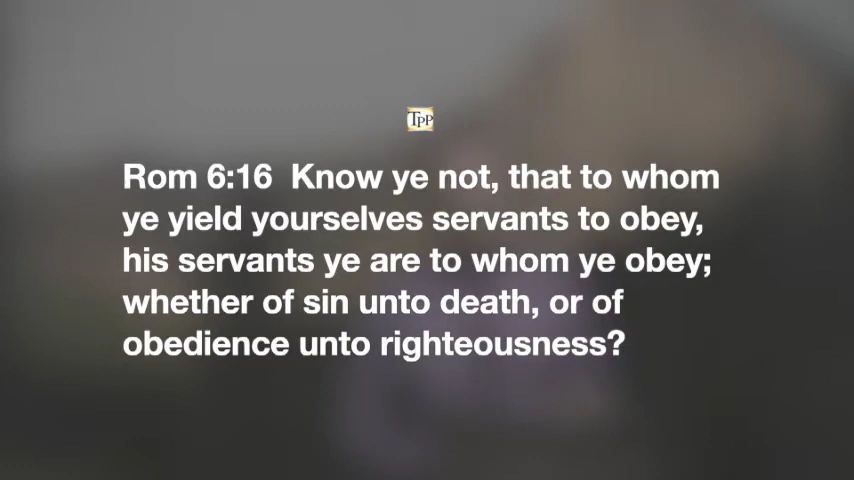 TPP
Rom 6:16  Know ye not, that to whom
ye yield yourselves servants to obey,
his servants ye are to whom ye obey;
whether of sin unto death, or of
obedience unto righteousness?